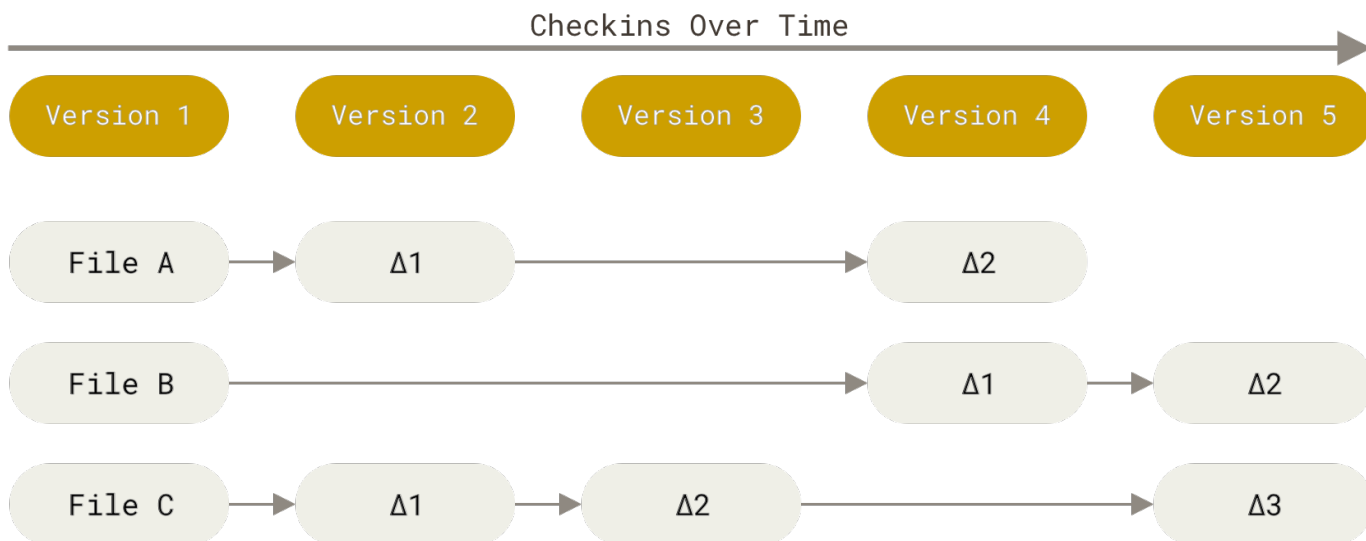 Checkins Over Time
Version 1 Version 2 Version 3 Version 4 Version 5
File A Δ1 Δ2
File B Δ1 Δ2
File C Δ1 Δ2 Δ3